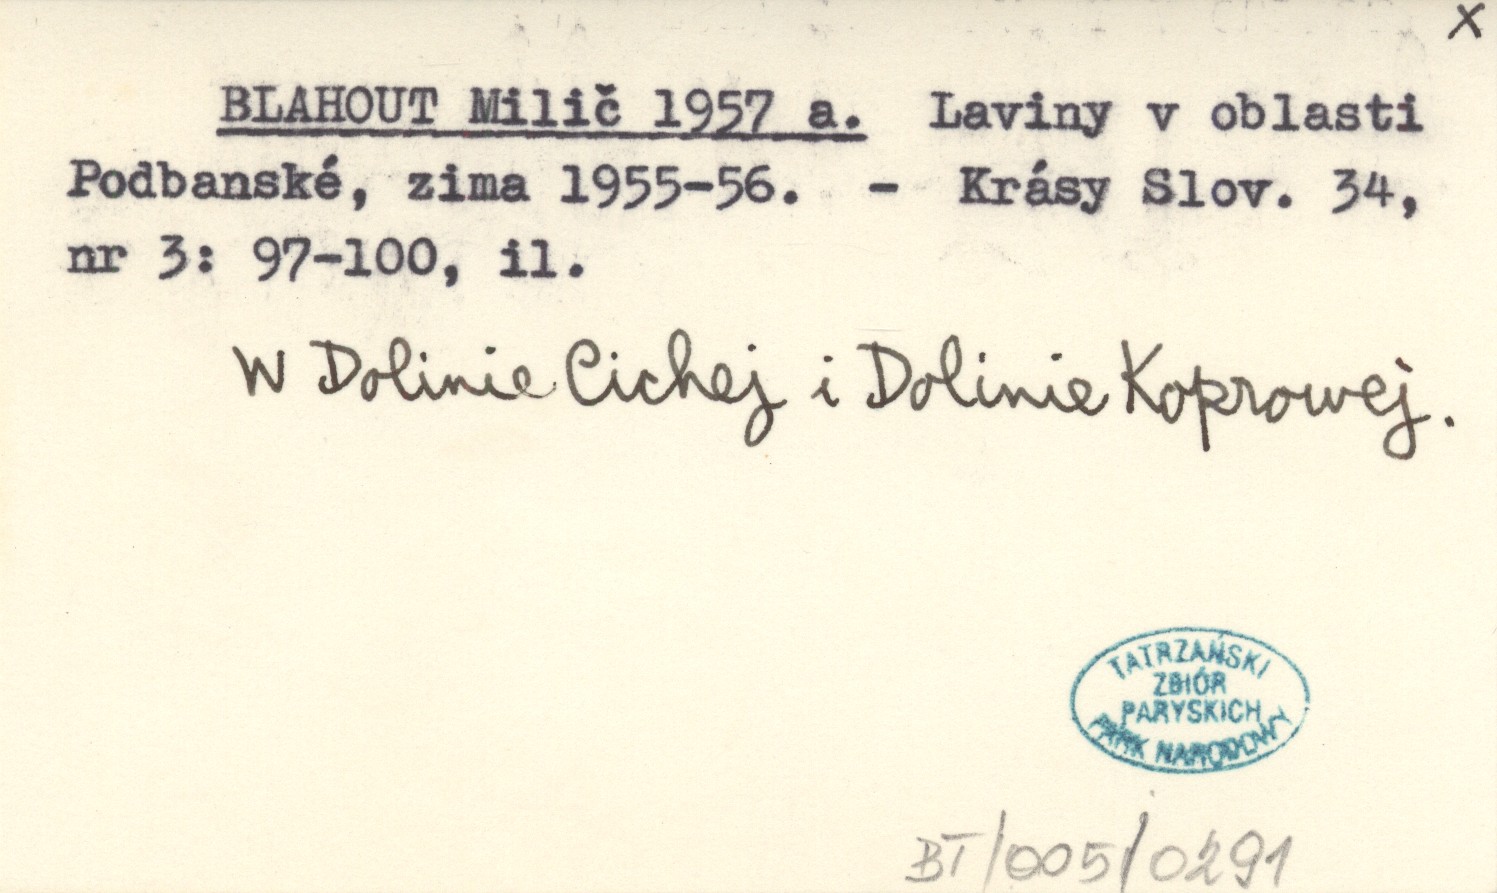 x
BLAHOUT Milič 1957 a. Laviny v oblasti
Podbanské, zima 1955-56. - Krásy Slov. 34,
nr 3: 97-100, il.
W Dolinie Cichej i Dolinie Koprowej.
TATRZAŃSKI
ZBIÓR
PARYSKICH
PARK NARODOWY
BT/005/0291